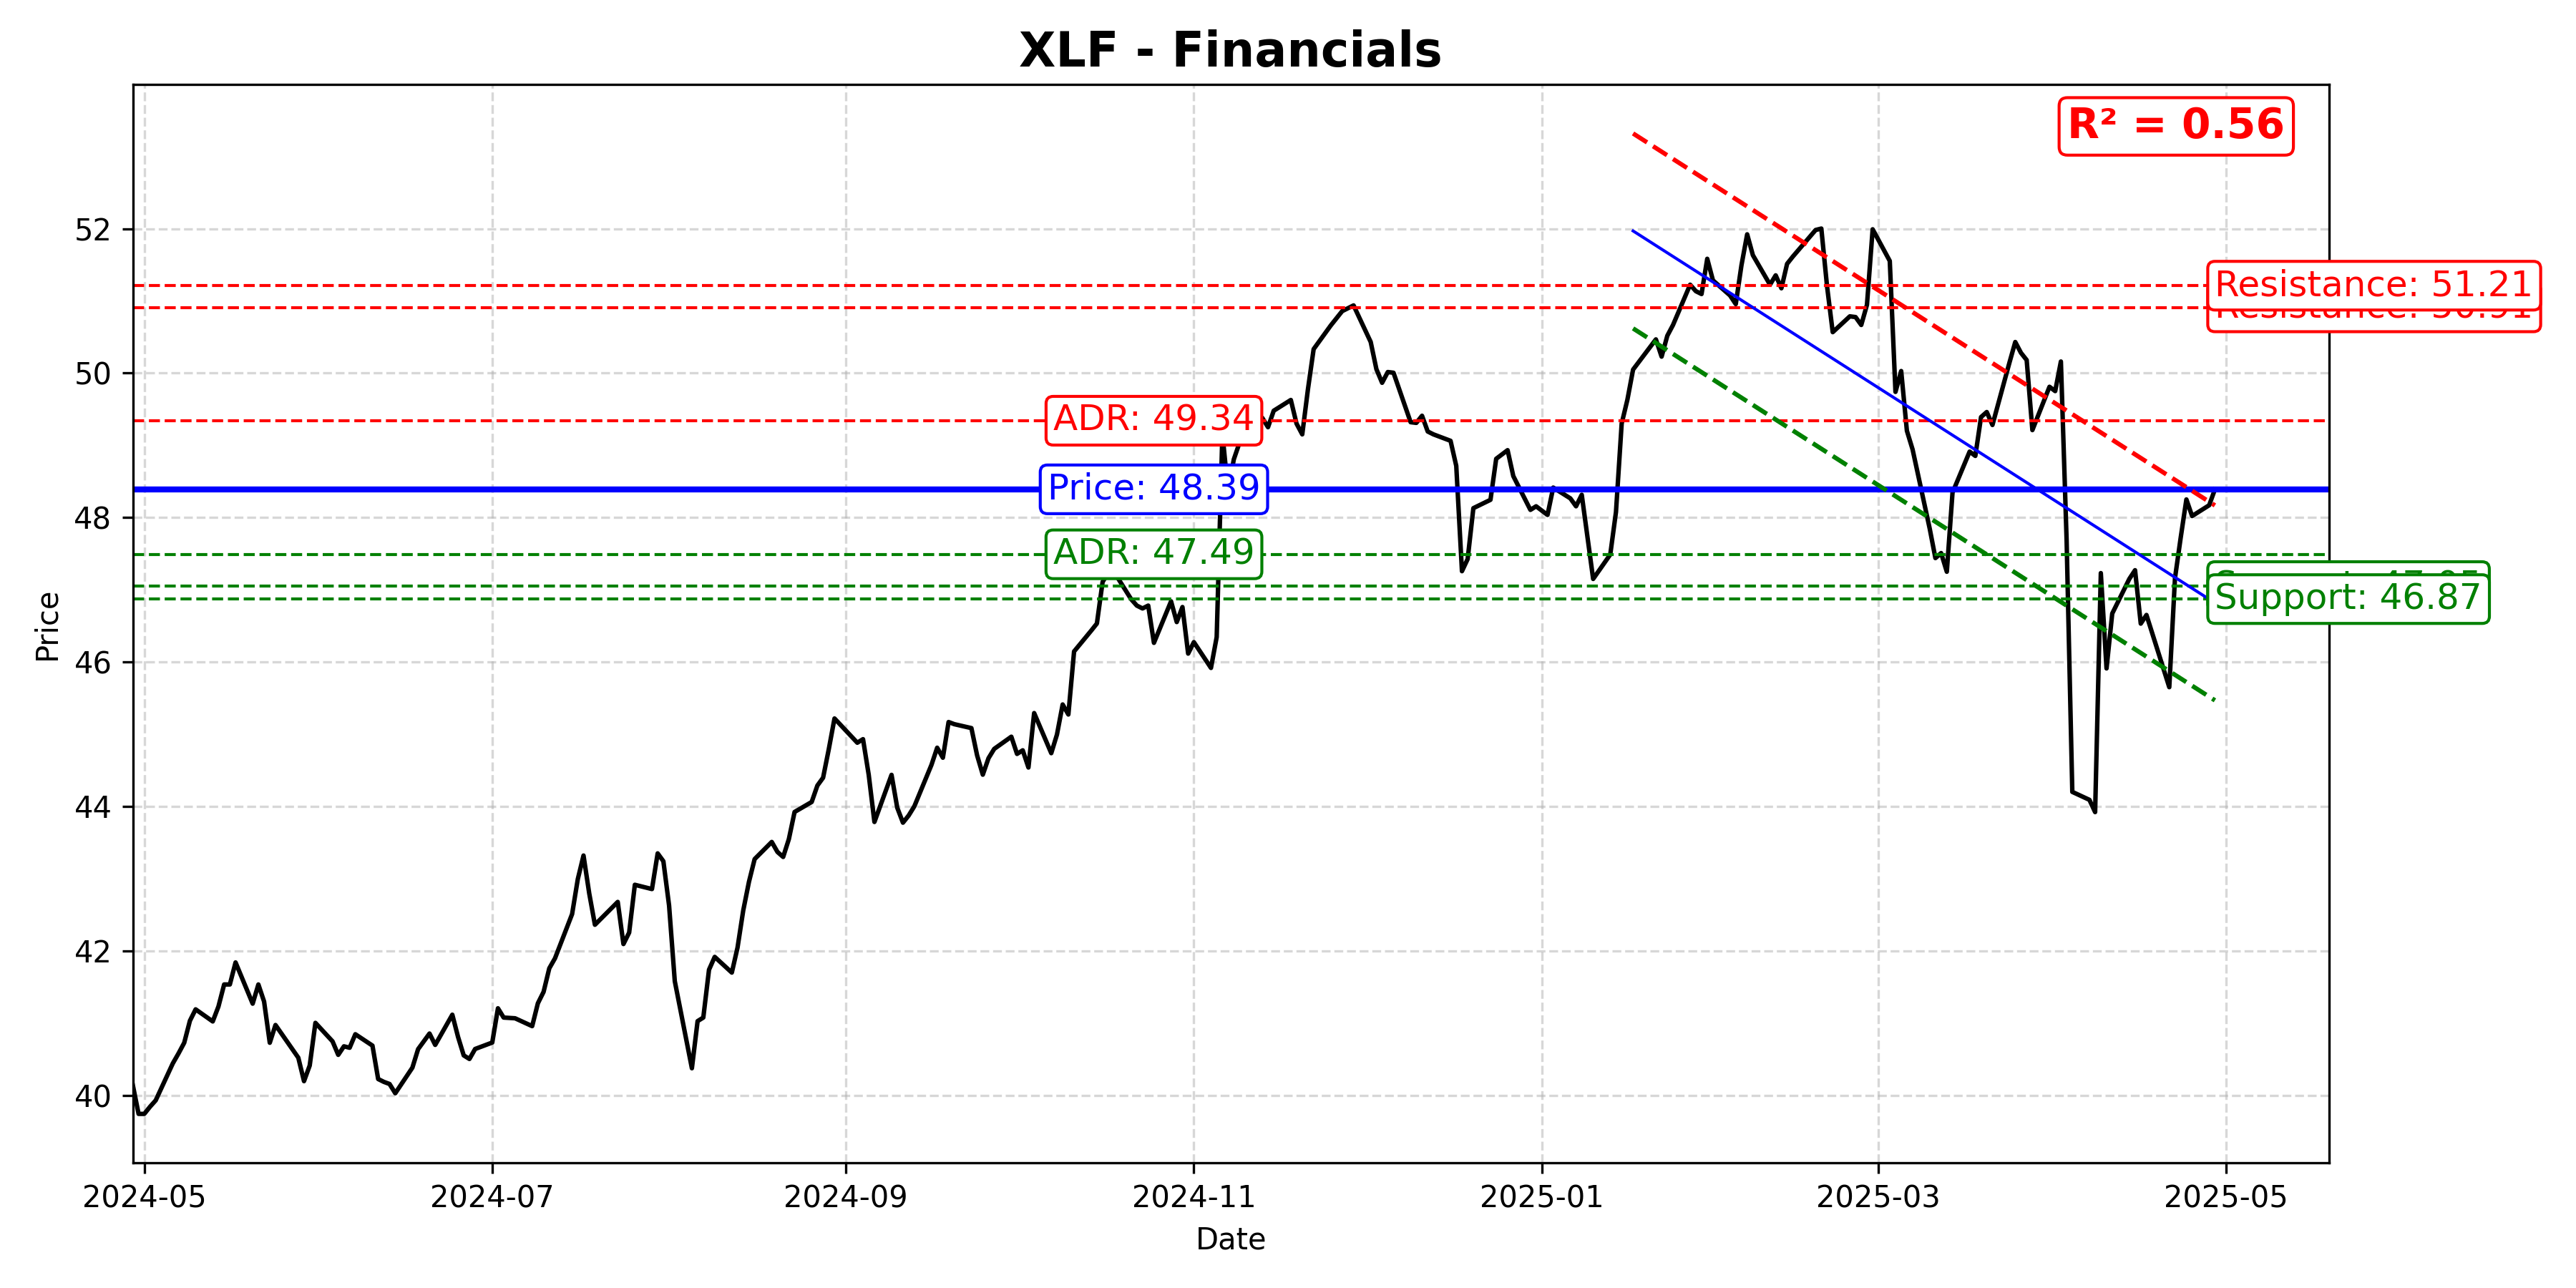 XLF - Financials
R² = 0.56
52
50
48
46
44
42
40
Price
Resistance: 51.21
ADR: 49.34
Price: 48.39
ADR: 47.49
Support: 46.87
2024-05
2024-07
2024-09
2024-11
2025-01
2025-03
2025-05
Date